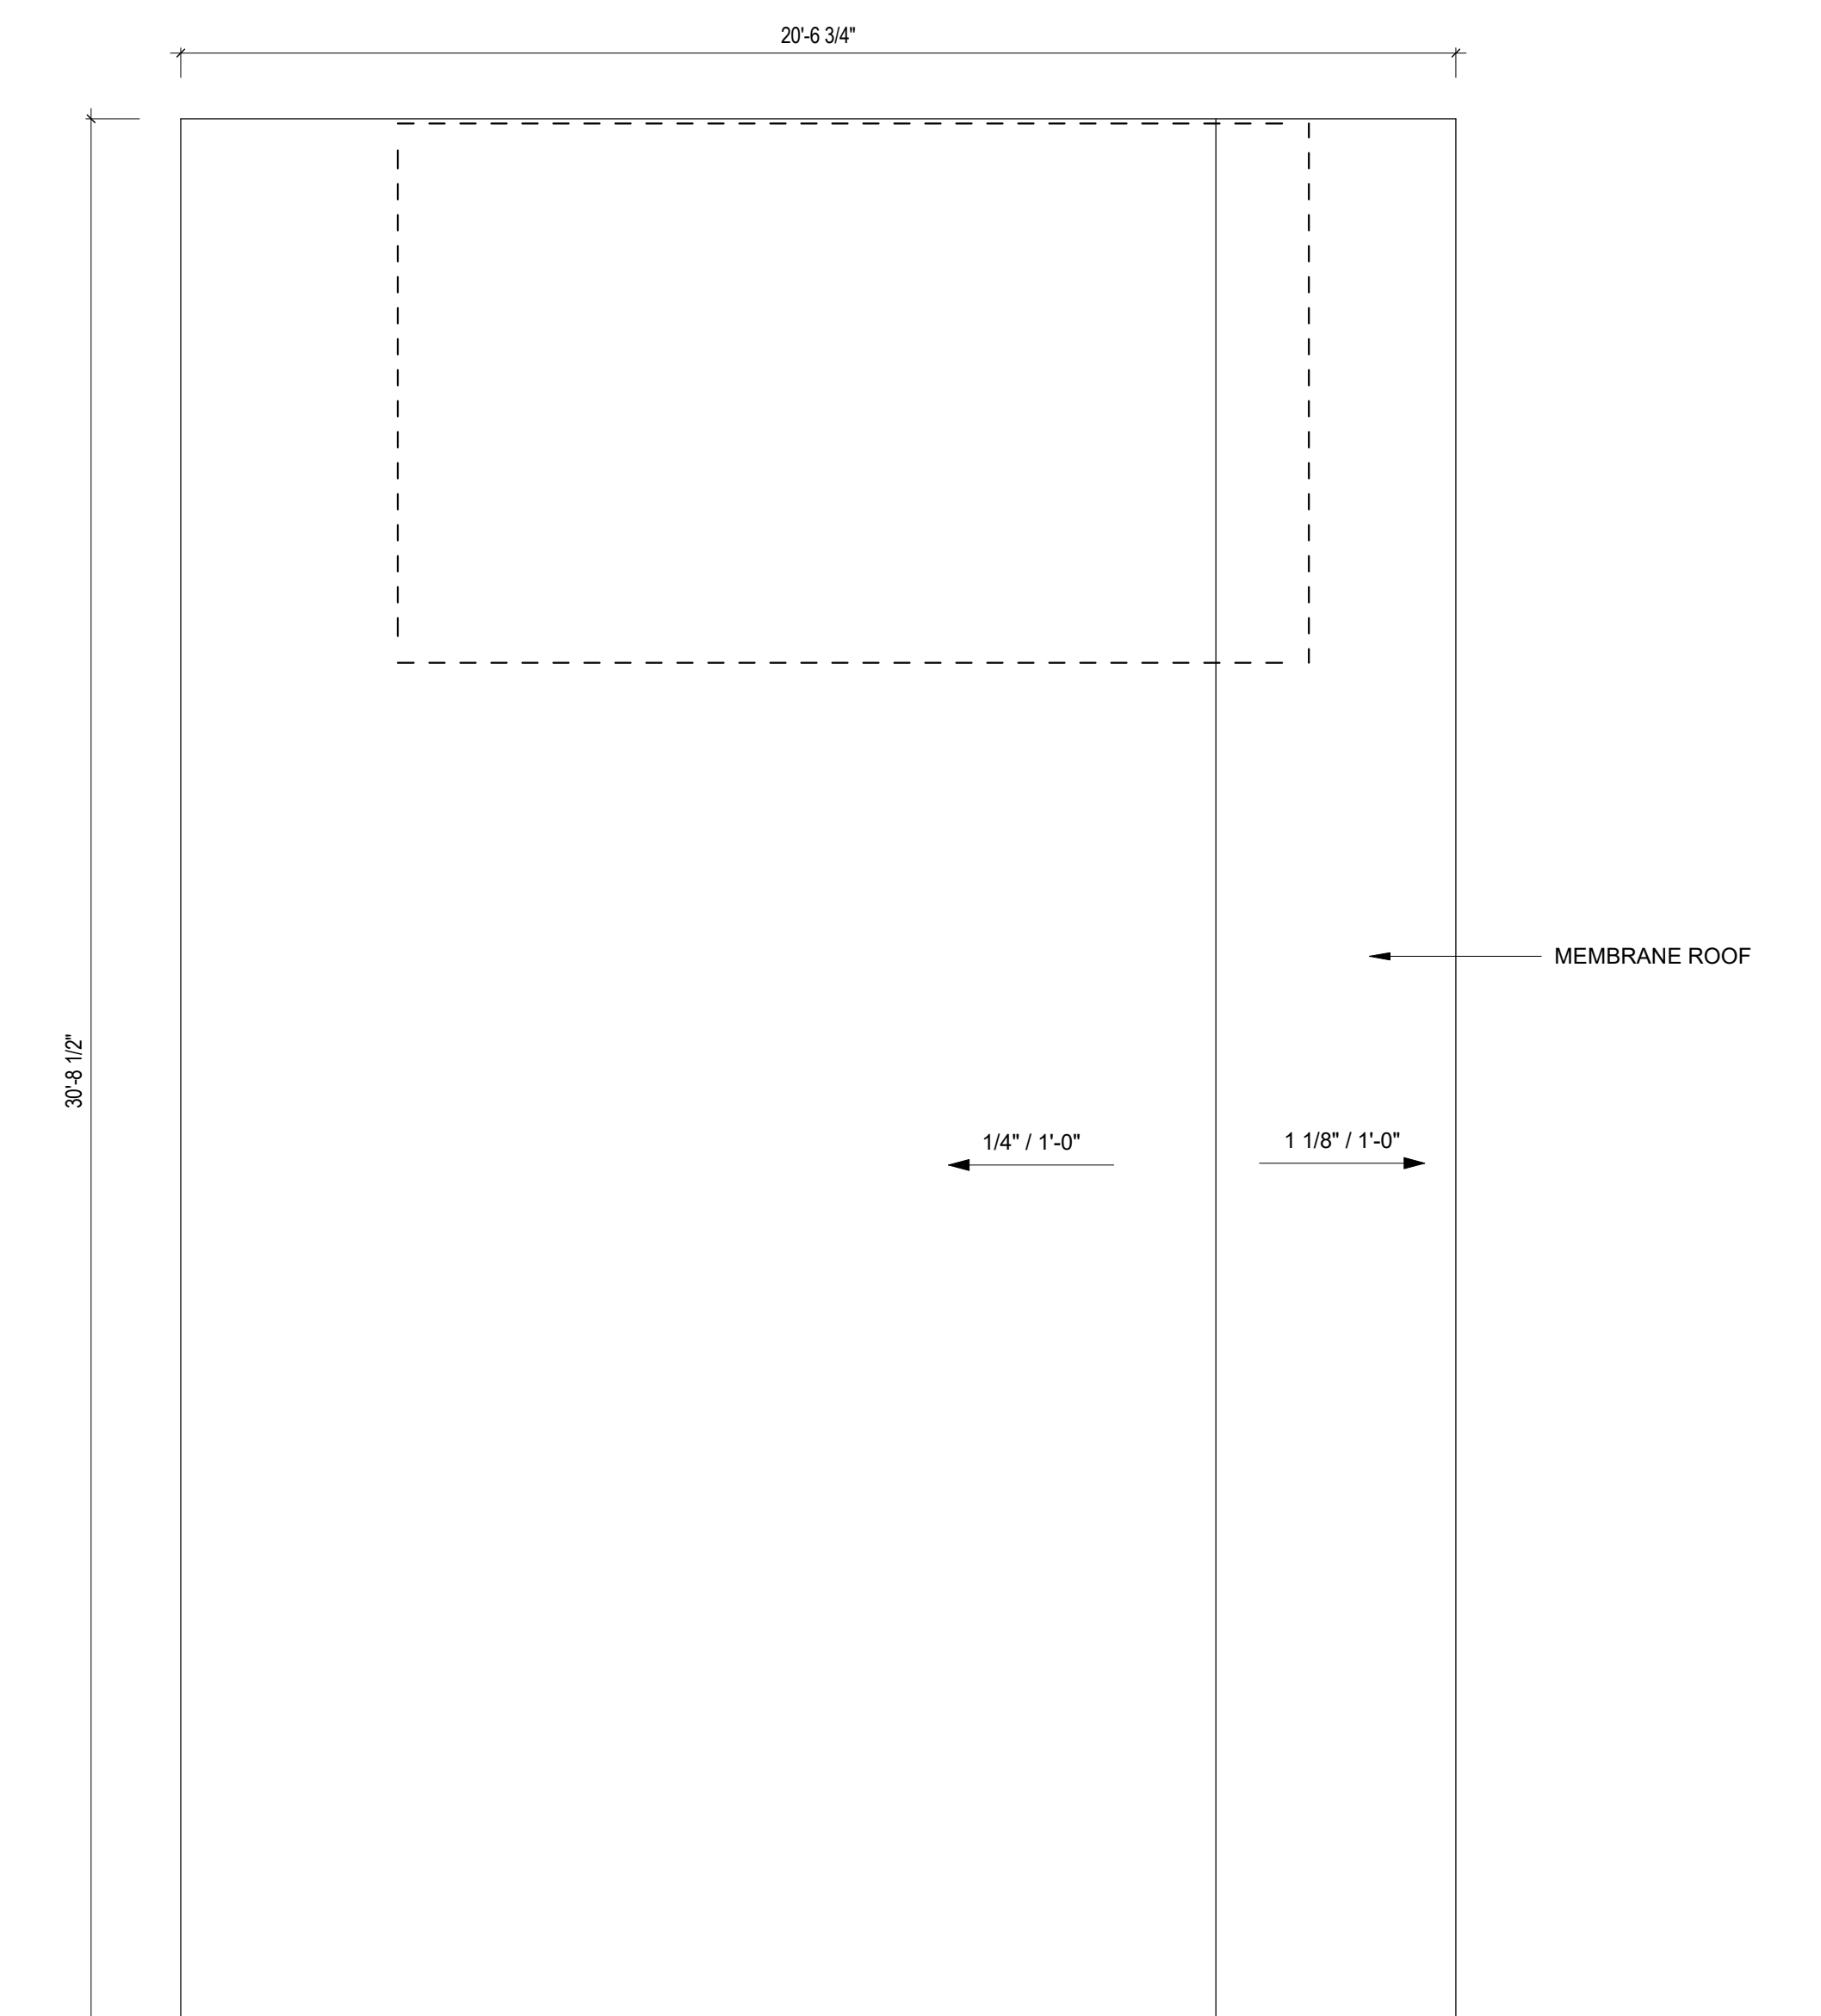 20'-6 3/4"
MEMBRANE ROOF
30'-8 1/2"
1/4" / 1'-0"
1 1/8" / 1'-0"